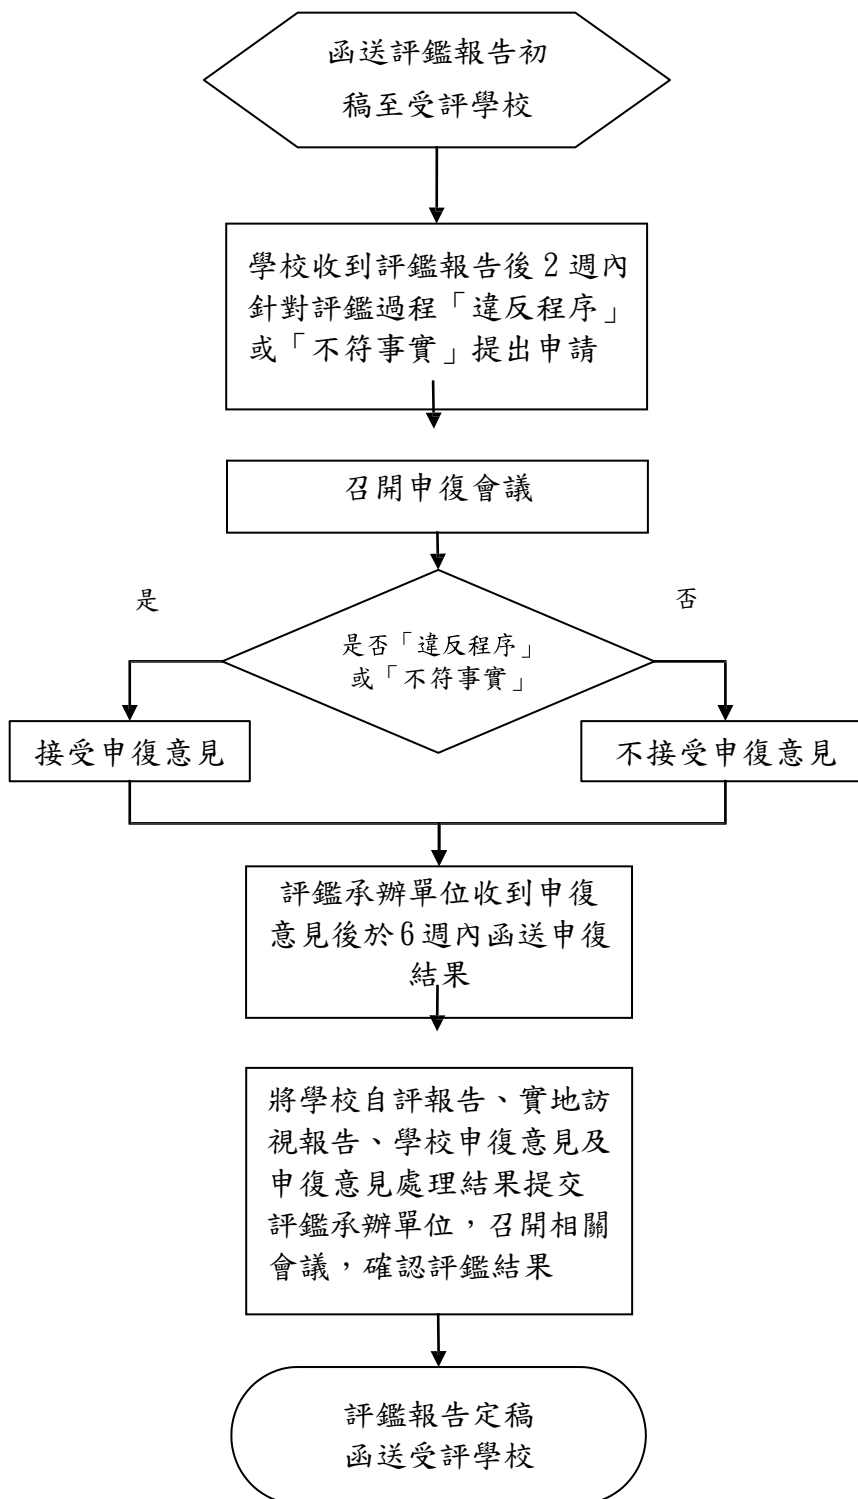 函送評鑑報告初
稿至受評學校
學校收到評鑑報告後2週內
針對評鑑過程「違反程序」
或「不符事實」提出申請
召開申復會議
是
否
是否「違反程序」
或「不符事實」
接受申復意見
不接受申復意見
評鑑承辦單位收到申復
意見後於6週內函送申復
結果
將學校自評報告、實地訪
視報告、學校申復意見及
申復意見處理結果提交
評鑑承辦單位，召開相關
會議，確認評鑑結果
評鑑報告定稿
函送受評學校